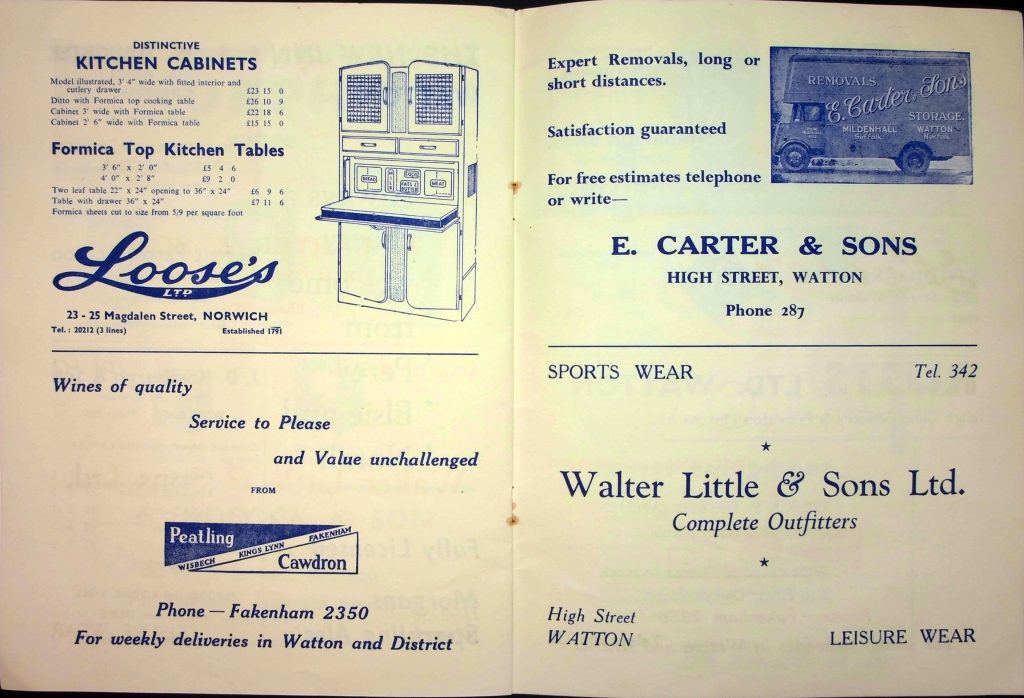 DISTINCTIVE
KITCHEN CABINETS
Model illustrated, 3' 4" wide with fitted interior and
cutlery drawer £23 15 0
Ditto with Formica top cooking table £26 10 9
Cabinet 3' wide with Formica table £22 18 6
Cabinet 2' 6" wide with Formica table £15 15 0
Formica Top Kitchen Tables
3' 6" x 2' 0" £5 4 6
4' 0" x 2' 8" £9 2 0
Two leaf table 22" x 24" opening to 36" x 24" £6 9 6
Table with drawer 36" x 24" £7 11 6
Formica sheets cut to size from 5/9 per square foot
BREAD
EGGS
FATS &
BUTTER
MEAT
Loose's
LTD
23 - 25 Magdalen Street, NORWICH
Tel. : 20212 (3 lines) Established 1791
Wines of quality
Service to Please
and Value unchallenged
FROM
Peatling
WISBECH KINGS LYNN FAKENHAM
Cawdron
Phone — Fakenham 2350
For weekly deliveries in Watton and District
Expert Removals, long or
short distances.
Satisfaction guaranteed
For free estimates telephone
or write—
REMOVALS.
E. Carter & Sons
STORAGE.
MILDENHALL WATTON
Suffolk Norfolk
E. CARTER & SONS
HIGH STREET, WATTON
Phone 287
SPORTS WEAR Tel. 342
Walter Little & Sons Ltd.
Complete Outfitters
High Street
WATTON LEISURE WEAR